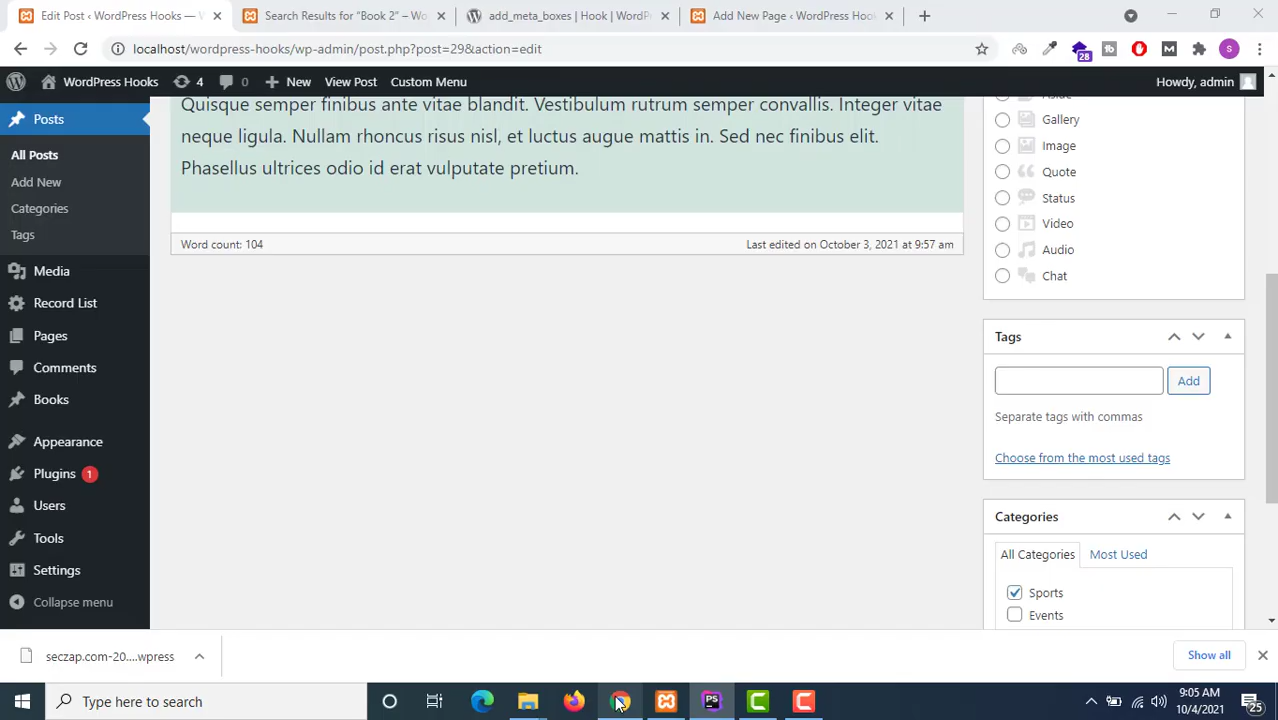 Edit Post ‹ WordPress Hooks —
Search Results for “Book 2” – Wo
add_meta_boxes | Hook | WordPr
Add New Page ‹ WordPress Hook
localhost/wordpress-hooks/wp-admin/post.php?post=29&action=edit
28
S
WordPress Hooks
4
0
New
View Post
Custom Menu
Howdy, admin
Posts
All Posts
Add New
Categories
Tags
Media
Record List
Pages
Comments
Books
Appearance
Plugins 1
Users
Tools
Settings
Collapse menu
Quisque semper finibus ante vitae blandit. Vestibulum rutrum semper convallis. Integer vitae
neque ligula. Nullam rhoncus risus nisl, et luctus augue mattis in. Sed nec finibus elit.
Phasellus ultrices odio id erat vulputate pretium.
Word count: 104
Last edited on October 3, 2021 at 9:57 am
Aside
Gallery
Image
Quote
Status
Video
Audio
Chat
Tags
Add
Separate tags with commas
Choose from the most used tags
Categories
All Categories
Most Used
Sports
Events
seczap.com-20....wpress
Show all
Type here to search
PS
9:05 AM
10/4/2021
25